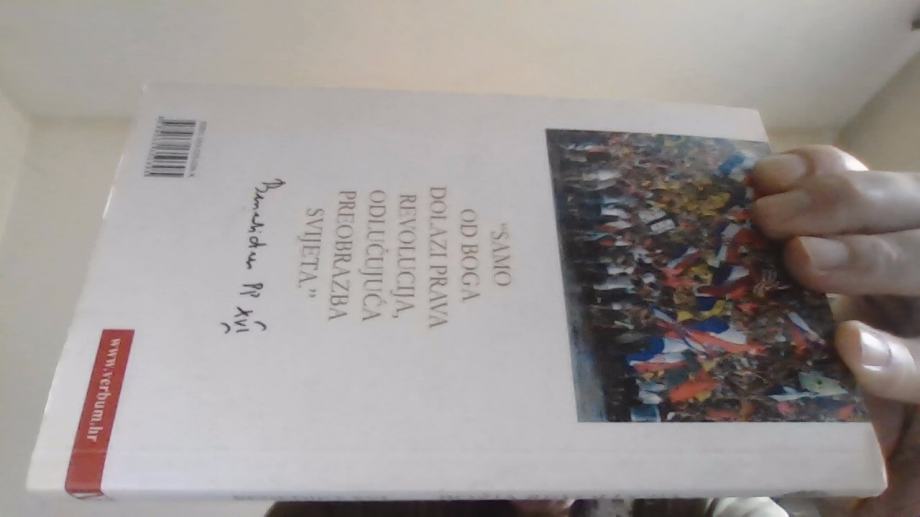 “SAMO
OD BOGA
DOLAZI PRAVA
REVOLUCIJA,
ODLUČUJUĆA
PREOBRAZBA
SVIJETA.”
Benedictus PP XVI
www.verbum.hr